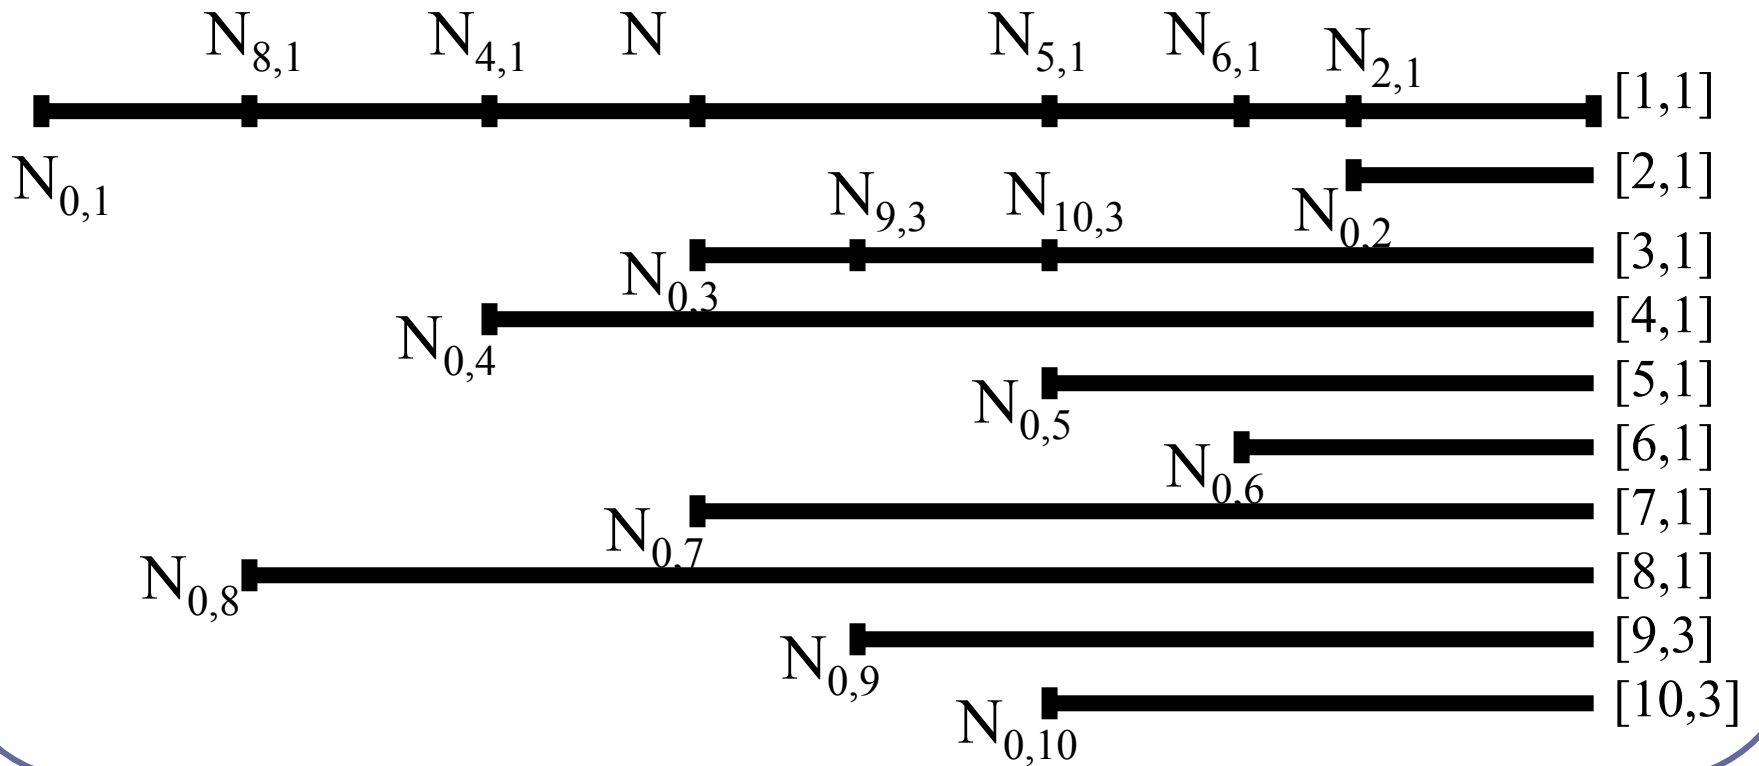 N8,1 N4,1 N N5,1 N6,1 N2,1
[1,1]
N0,1
[2,1]
N9,3 N10,3 N0,2
[3,1]
N0,3
[4,1]
N0,4
[5,1]
N0,5
[6,1]
N0,6
[7,1]
N0,7
[8,1]
N0,8
[9,3]
N0,9
[10,3]
N0,10